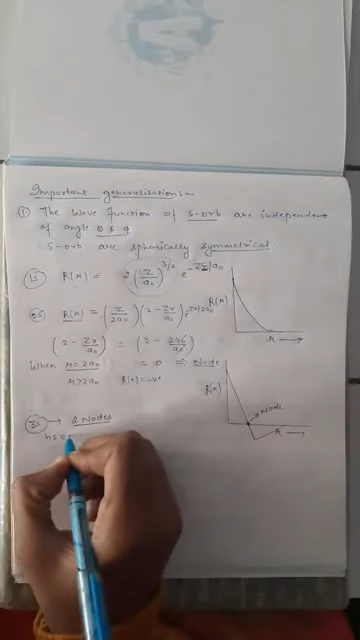 Important generalisation:-
① The wave function of s-orb are independent
of angle θ & φ
s-orb are spherically symmetrical
1s R(r) = 2 (Z/a₀)^3/2 e^-Zr/a₀
R(r)
r →
2s R(r) = (Z/2a₀) (2 - Zr/a₀) e
(2 - Zr/a₀) = (2 - 2a₀/a₀)
When r = 2a₀ = 0 ⇒ Node
r > 2a₀ R(r) = -ve
R(r)
Node
r →
3s → 2 Nodes
ns o